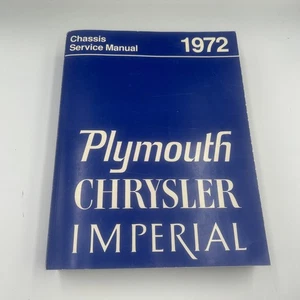 Chassis
Service Manual
1972
Plymouth
CHRYSLER
IMPERIAL